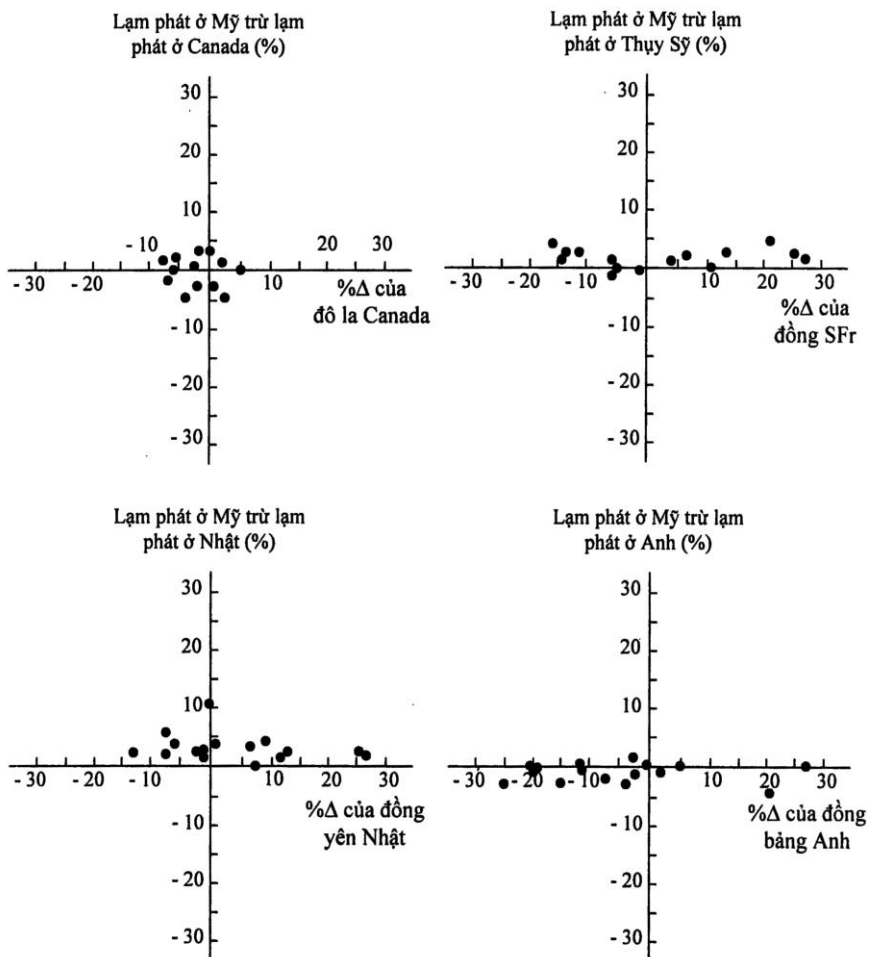 Lạm phát ở Mỹ trừ lạm
phát ở Canada (%)
30
20
10
- 10 20 30
- 30 - 20 10
%Δ của
đô la Canada
- 10
- 20
- 30
Lạm phát ở Mỹ trừ lạm
phát ở Thụy Sỹ (%)
30
20
10
- 30 - 20 - 10 10 20 30
%Δ của
đồng SFr
- 10
- 20
- 30
Lạm phát ở Mỹ trừ lạm
phát ở Nhật (%)
30
20
10
- 30 - 20 - 10 10 20 30
%Δ của đồng
yên Nhật
- 10
- 20
- 30
Lạm phát ở Mỹ trừ lạm
phát ở Anh (%)
30
20
10
- 30 - 20 - 10 10 20 30
%Δ của đồng
bảng Anh
- 10
- 20
- 30